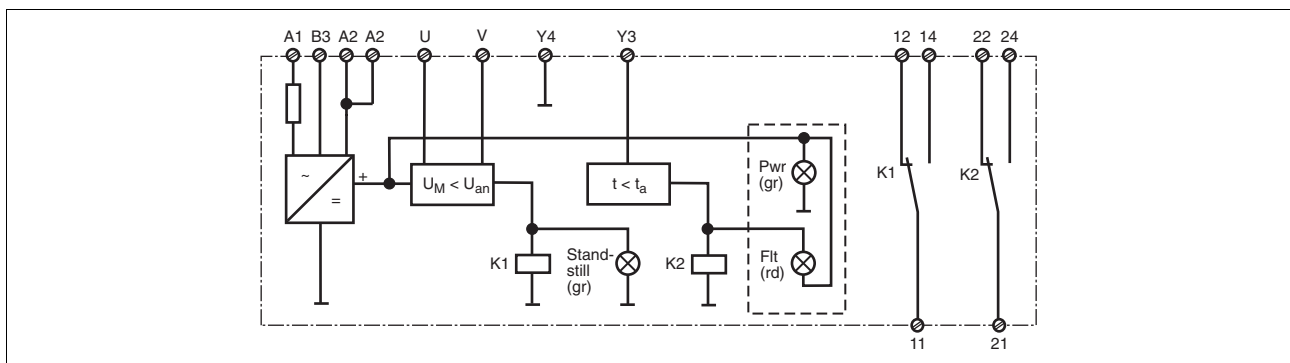 A1 B3 A2 A2 U V Y4 Y3 12 14 22 24
~
=
+
U_M < U_an
t < t_a
Pwr
(gr)
K1
K2
K1
Stand-
still
(gr)
K2
Flt
(rd)
11 21